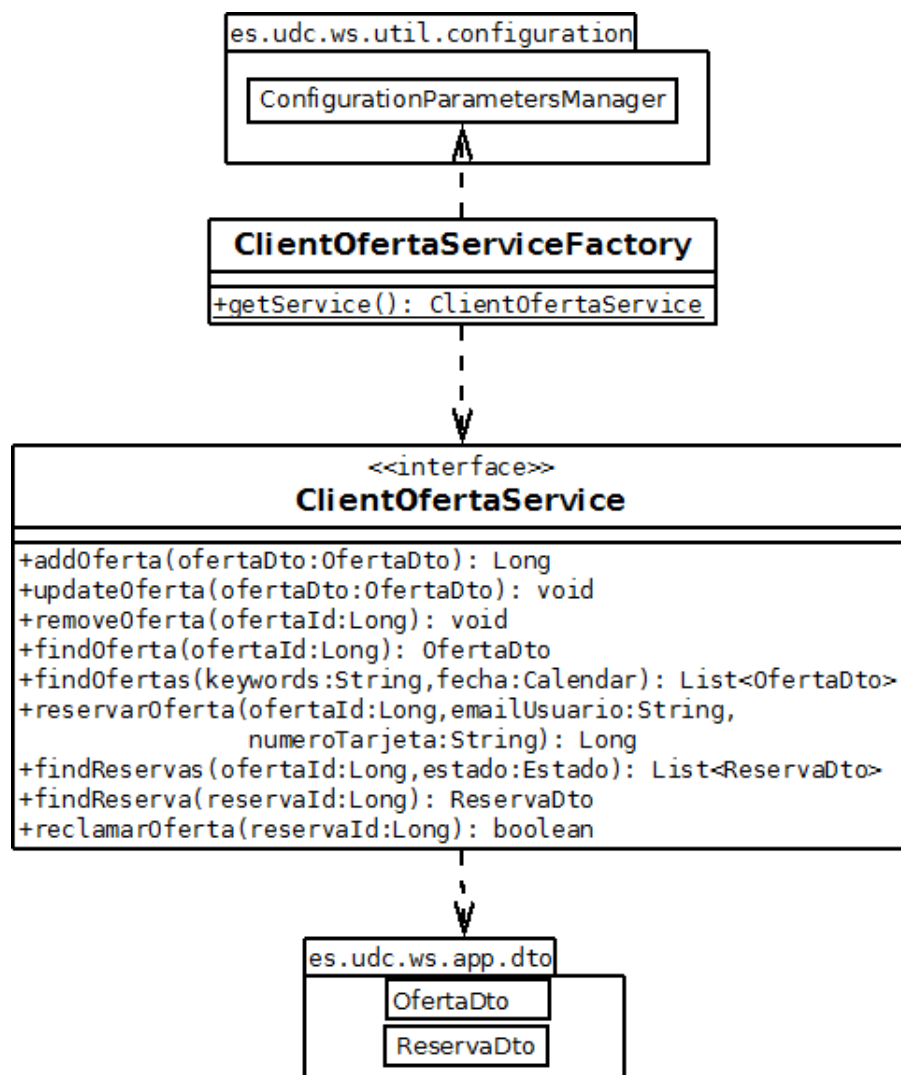 es.udc.ws.util.configuration
ConfigurationParametersManager
ClientOfertaServiceFactory
+getService(): ClientOfertaService
<<interface>>
ClientOfertaService
+addOferta(ofertaDto:OfertaDto): Long
+updateOferta(ofertaDto:OfertaDto): void
+removeOferta(ofertaId:Long): void
+findOferta(ofertaId:Long): OfertaDto
+findOfertas(keywords:String,fecha:Calendar): List<OfertaDto>
+reservarOferta(ofertaId:Long,emailUsuario:String,
numeroTarjeta:String): Long
+findReservas(ofertaId:Long,estado:Estado): List<ReservaDto>
+findReserva(reservaId:Long): ReservaDto
+reclamarOferta(reservaId:Long): boolean
es.udc.ws.app.dto
OfertaDto
ReservaDto